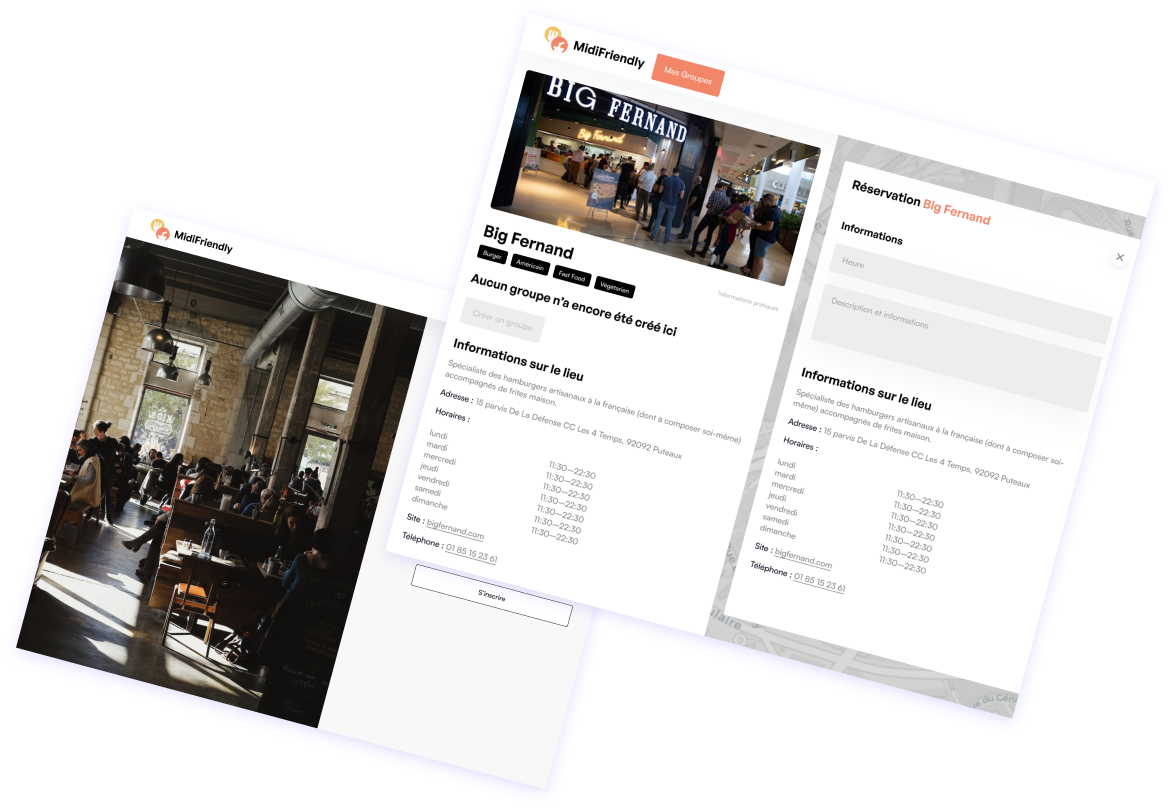 MidiFriendly
Mes Groupes
BIG FERNAND
Big Fernand
Big Fernand
Burger
Américain
Fast Food
Végétarien
Informations pratiques
Aucun groupe n'a encore été créé ici
Créer un groupe
Informations sur le lieu
Spécialiste des hamburgers artisanaux à la française (dont à composer soi-même)
accompagnés de frites maison.
Adresse : 15 parvis De La Défense CC Les 4 Temps, 92092 Puteaux
Horaires :
lundi 11:30—22:30
mardi 11:30—22:30
mercredi 11:30—22:30
jeudi 11:30—22:30
vendredi 11:30—22:30
samedi 11:30—22:30
dimanche 11:30—22:30
Site : bigfernand.com
Téléphone : 01 85 15 23 61
Réservation Big Fernand
Informations
Heure
Description et informations
Informations sur le lieu
Spécialiste des hamburgers artisanaux à la française (dont à composer soi-
même) accompagnés de frites maison.
Adresse : 15 parvis De La Défense CC Les 4 Temps, 92092 Puteaux
Horaires :
lundi 11:30—22:30
mardi 11:30—22:30
mercredi 11:30—22:30
jeudi 11:30—22:30
vendredi 11:30—22:30
samedi 11:30—22:30
dimanche 11:30—22:30
Site : bigfernand.com
Téléphone : 01 85 15 23 61
MidiFriendly
S'inscrire